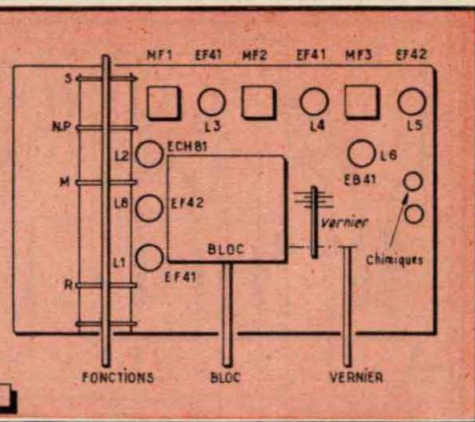 MF1 EF41 MF2 EF41 MF3 EF42
S
L3 L4 L5
N.P
L2 ECH81
L6
EB41
M
L8 EF42
Vernier
BLOC
Chimiques
L1
EF41
R
FONCTIONS BLOC VERNIER